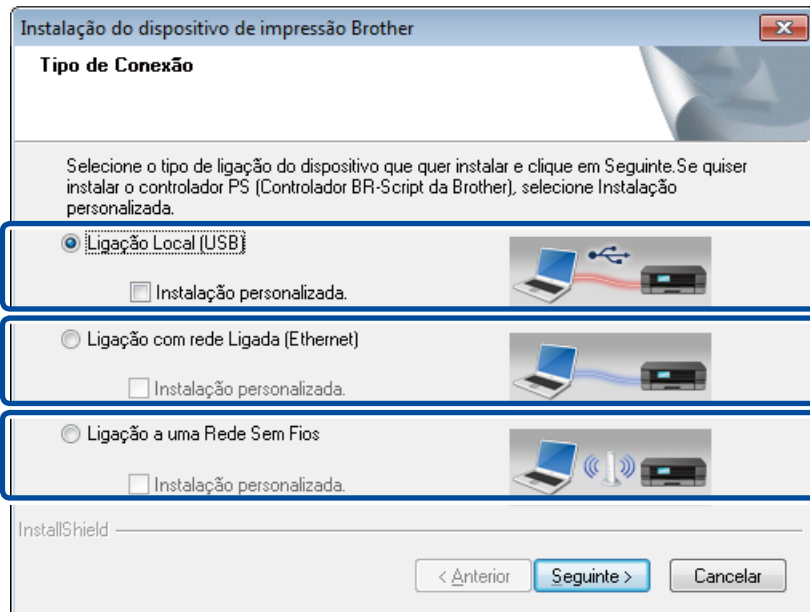 Instalação do dispositivo de impressão Brother
Tipo de Conexão
Selecione o tipo de ligação do dispositivo que quer instalar e clique em Seguinte.Se quiser
instalar o controlador PS (Controlador BR-Script da Brother), selecione Instalação
personalizada.
Ligação Local (USB)
Instalação personalizada.
Ligação com rede Ligada (Ethernet)
Instalação personalizada.
Ligação a uma Rede Sem Fios
Instalação personalizada.
InstallShield
< Anterior
Seguinte >
Cancelar